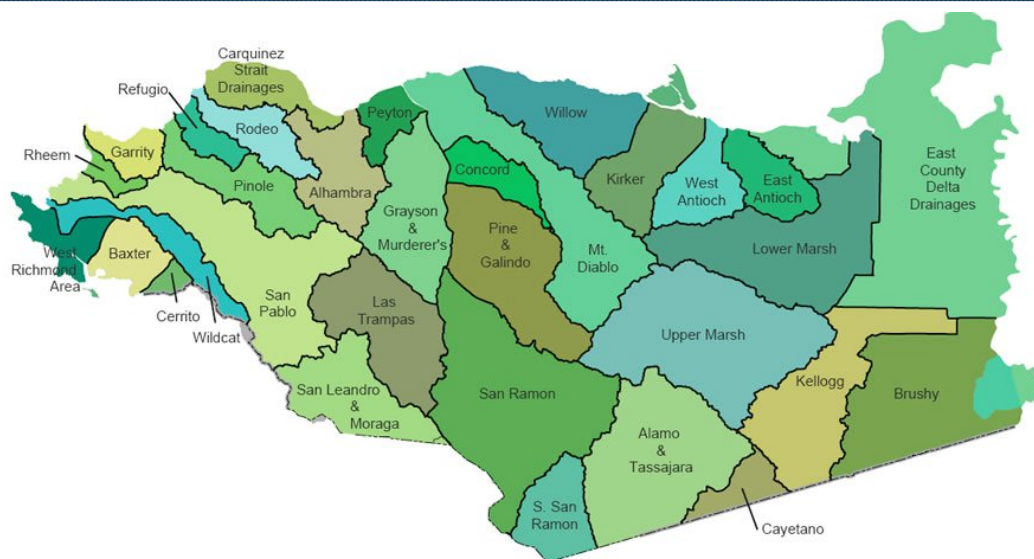 Carquinez
Strait
Drainages
Refugio
Peyton
Willow
Rodeo
Garrity
Rheem
Concord
East
County
Delta
Drainages
Pinole
Alhambra
Kirker
West
Antioch
East
Antioch
Grayson
&
Murderer's
Pine
&
Galindo
Mt.
Diablo
Lower Marsh
West
Richmond
Area
Baxter
San
Pablo
Las
Trampas
Cerrito
Wildcat
Upper Marsh
San Leandro
&
Moraga
San Ramon
Kellogg
Brushy
Alamo
&
Tassajara
S. San
Ramon
Cayetano